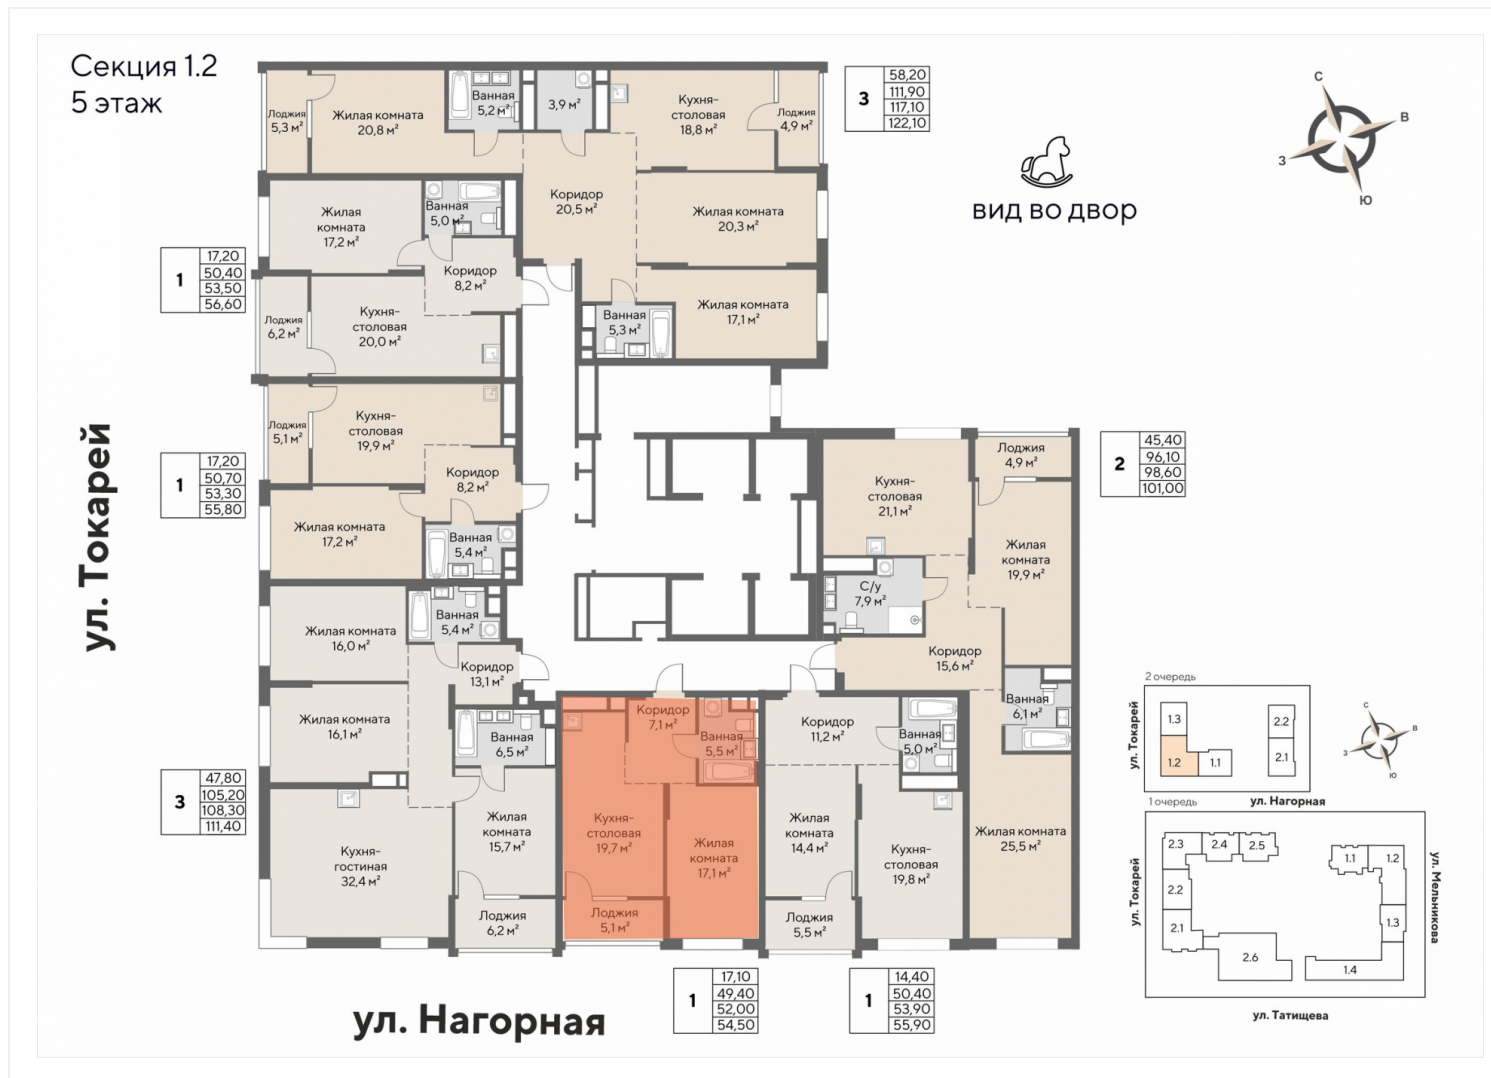 Секция 1.2
5 этаж
Лоджия
5,3 м²
Жилая комната
20,8 м²
Ванная
5,2 м²
3,9 м²
Кухня-
столовая
18,8 м²
Лоджия
4,9 м²
3
58,20
111,90
117,10
122,10
С
В
З
Ю
вид во двор
Жилая
комната
17,2 м²
Ванная
5,0 м²
Коридор
20,5 м²
Жилая комната
20,3 м²
1
17,20
50,40
53,50
56,60
Коридор
8,2 м²
Лоджия
6,2 м²
Кухня-
столовая
20,0 м²
Ванная
5,3 м²
Жилая комната
17,1 м²
ул. Токарей
Лоджия
5,1 м²
Кухня-
столовая
19,9 м²
1
17,20
50,70
53,30
55,80
Коридор
8,2 м²
Жилая комната
17,2 м²
Ванная
5,4 м²
Кухня-
столовая
21,1 м²
Лоджия
4,9 м²
2
45,40
96,10
98,60
101,00
Жилая
комната
19,9 м²
С/у
7,9 м²
Жилая комната
16,0 м²
Ванная
5,4 м²
Коридор
13,1 м²
Коридор
15,6 м²
Жилая комната
16,1 м²
Ванная
6,5 м²
Коридор
7,1 м²
Ванная
5,5 м²
Коридор
11,2 м²
Ванная
5,0 м²
Ванная
6,1 м²
3
47,80
105,20
108,30
111,40
Кухня-
гостиная
32,4 м²
Жилая
комната
15,7 м²
Кухня-
столовая
19,7 м²
Жилая
комната
17,1 м²
Жилая
комната
14,4 м²
Кухня-
столовая
19,8 м²
Жилая комната
25,5 м²
Лоджия
6,2 м²
Лоджия
5,1 м²
Лоджия
5,5 м²
1
17,10
49,40
52,00
54,50
1
14,40
50,40
53,90
55,90
ул. Нагорная
2 очередь
ул. Токарей
1.3
1.2
1.1
2.2
2.1
С
В
З
Ю
ул. Нагорная
1 очередь
ул. Токарей
2.3
2.4
2.5
2.2
2.1
2.6
1.1
1.2
1.3
1.4
ул. Мельникова
ул. Татищева